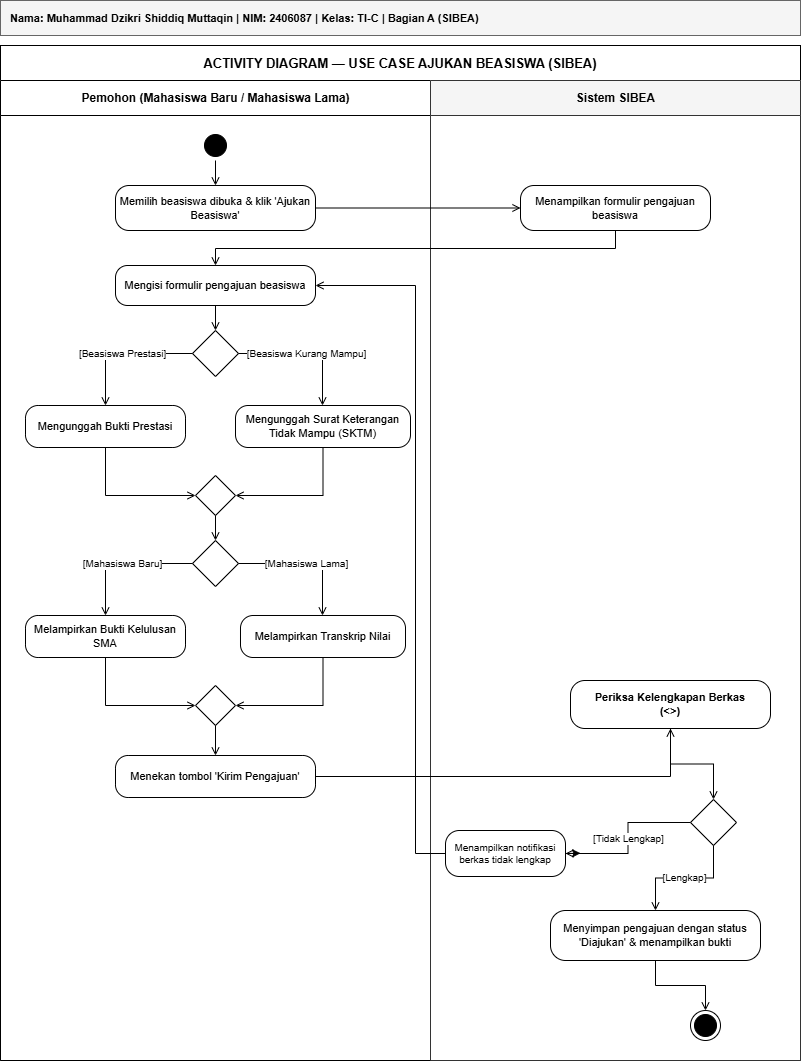 Nama: Muhammad Dzikri Shiddiq Muttaqin | NIM: 2406087 | Kelas: TI-C | Bagian A (SIBEA)
ACTIVITY DIAGRAM — USE CASE AJUKAN BEASISWA (SIBEA)
Pemohon (Mahasiswa Baru / Mahasiswa Lama)
Sistem SIBEA
Memilih beasiswa dibuka & klik 'Ajukan
Beasiswa'
Menampilkan formulir pengajuan
beasiswa
Mengisi formulir pengajuan beasiswa
[Beasiswa Prestasi]
[Beasiswa Kurang Mampu]
Mengunggah Bukti Prestasi
Mengunggah Surat Keterangan
Tidak Mampu (SKTM)
[Mahasiswa Baru]
[Mahasiswa Lama]
Melampirkan Bukti Kelulusan
SMA
Melampirkan Transkrip Nilai
Periksa Kelengkapan Berkas
(<>)
Menekan tombol 'Kirim Pengajuan'
[Tidak Lengkap]
Menampilkan notifikasi
berkas tidak lengkap
[Lengkap]
Menyimpan pengajuan dengan status
'Diajukan' & menampilkan bukti